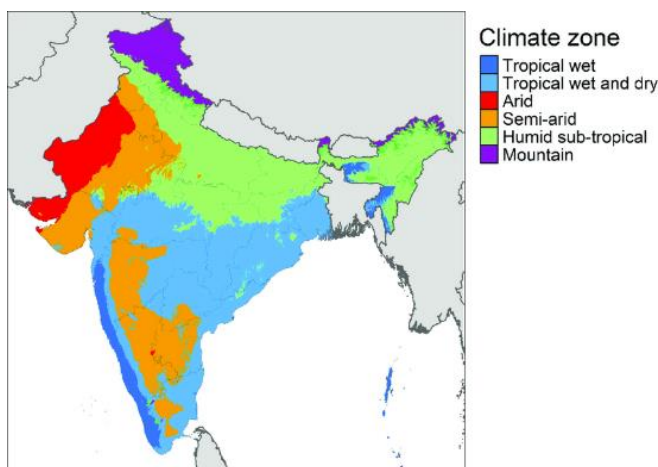 Climate zone
Tropical wet
Tropical wet and dry
Arid
Semi-arid
Humid sub-tropical
Mountain